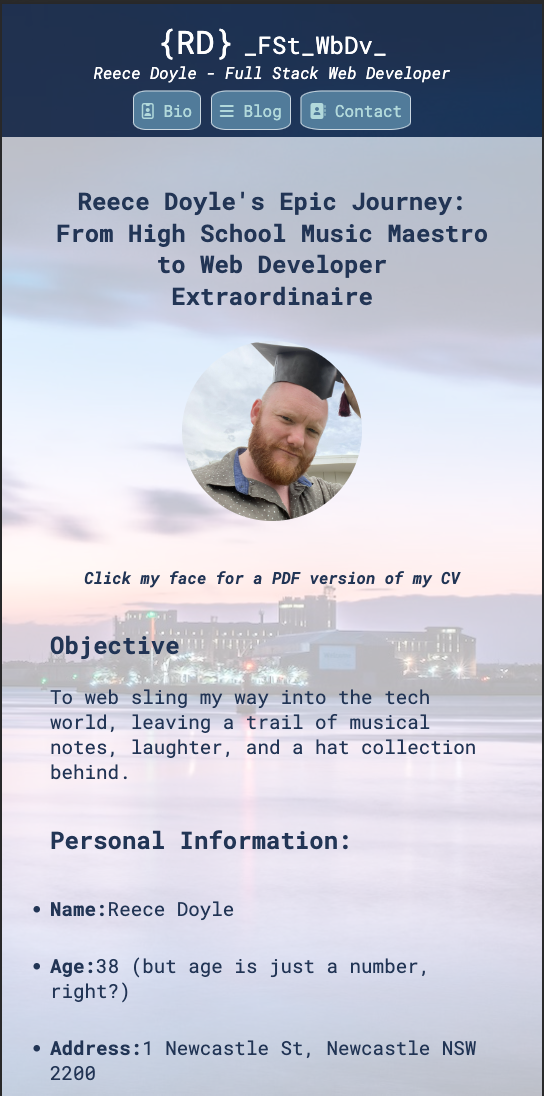 {RD} _FSt_WbDv_
Reece Doyle - Full Stack Web Developer
Bio Blog Contact
Reece Doyle's Epic Journey:
From High School Music Maestro
to Web Developer
Extraordinaire
Click my face for a PDF version of my CV
Objective
To web sling my way into the tech
world, leaving a trail of musical
notes, laughter, and a hat collection
behind.
Personal Information:
• Name:Reece Doyle
• Age:38 (but age is just a number,
right?)
• Address:1 Newcastle St, Newcastle NSW
2200